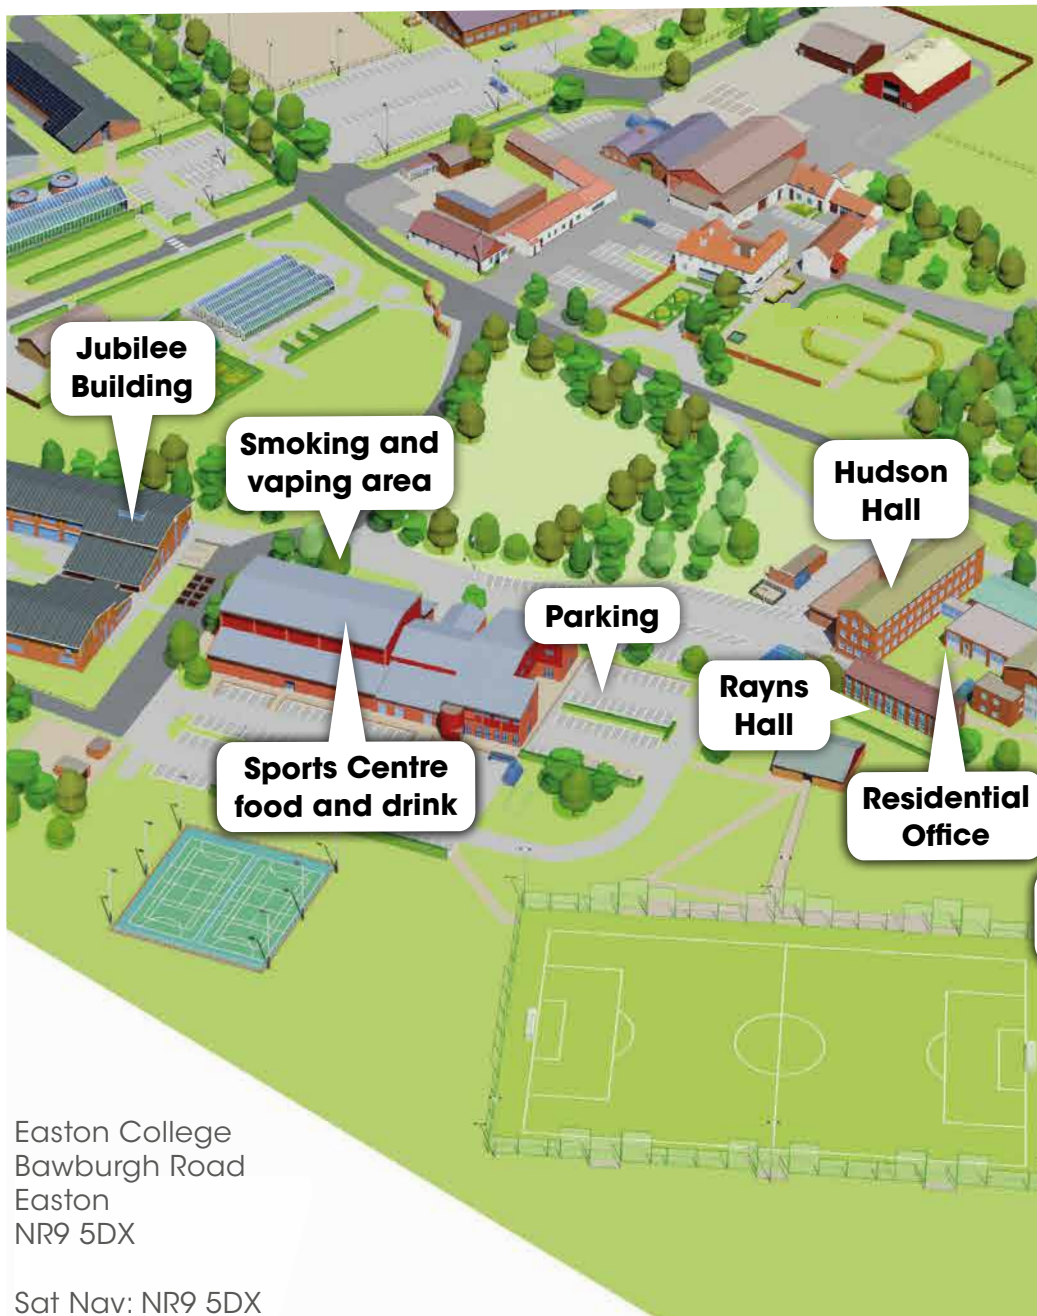 Jubilee
Building
Smoking and
vaping area
Hudson
Hall
Parking
Rayns
Hall
Sports Centre
food and drink
Residential
Office
Easton College
Bawburgh Road
Easton
NR9 5DX
Sat Nav: NR9 5DX